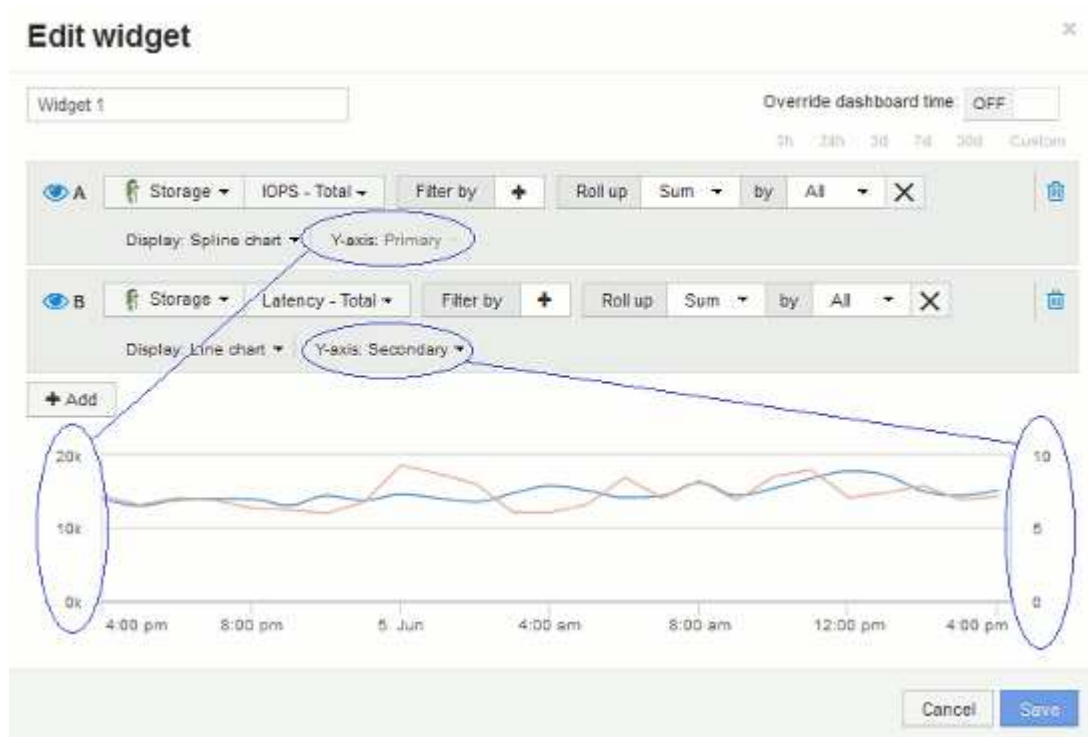 Edit widget
×
Widget 1
Override dashboard time OFF
3h 24h 3d 7d 30d Custom
A Storage IOPS - Total Filter by + Roll up Sum by All X
Display: Spline chart Y-axis: Primary
B Storage Latency - Total Filter by + Roll up Sum by All X
Display: Line chart Y-axis: Secondary
+ Add
20k 10
10k 5
0k 0
4:00 pm 8:00 pm 5. Jun 4:00 am 8:00 am 12:00 pm 4:00 pm
Cancel Save